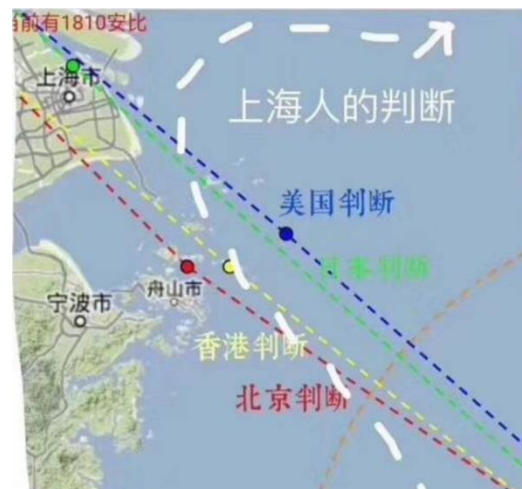 当前有1810安比
上海市
上海人的判断
美国判断
日本判断
舟山市
宁波市
香港判断
北京判断